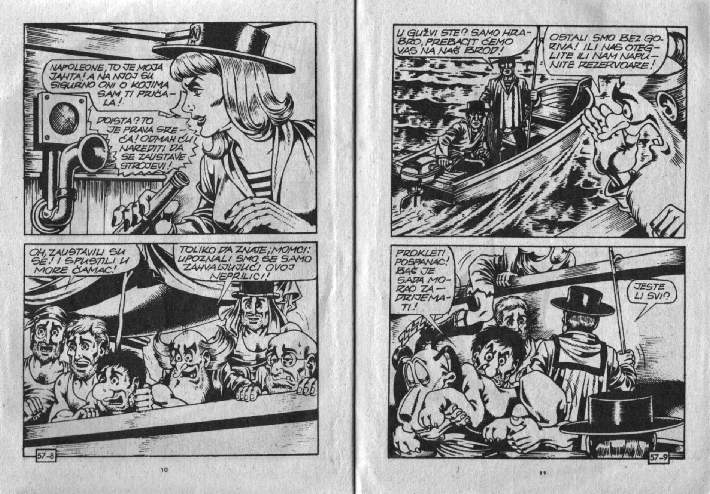 NAPOLEONE, TO JE MOJA
JAHTA! A NA NJOJ SU
SIGURNO ONI O KOJIMA
SAM TI PRIČA-
LA!
DOISTA? TO
JE PRAVA SRE-
ĆA! ODMAH ĆU
NAREDITI DA
SE ZAUSTAVE
STROJEVI!
OH, ZAUSTAVILI SU
SE! I SPUSTILI U
MORE ČAMAC!
TOLIKO DA ZNATE, MOMCI:
UPOZNALI SMO SE SAMO
ZAHVALJUJUĆI OVOJ
NEPRILICI!
57-8
10
U GUŽVI STE? SAMO HRA-
BRO, PREBACIT ĆEMO
VAS NA NAŠ BROD!
OSTALI SMO BEZ GO-
RIVA! ILI NAS OTEG-
LITE ILI NAM NAPU-
NITE REZERVOARE!
PROKLETI
POSPANAC!
BAŠ JE
SADA MO-
RAO ZA-
DRIJEMA-
TI!
JESTE
LI SVI?
57-9
11